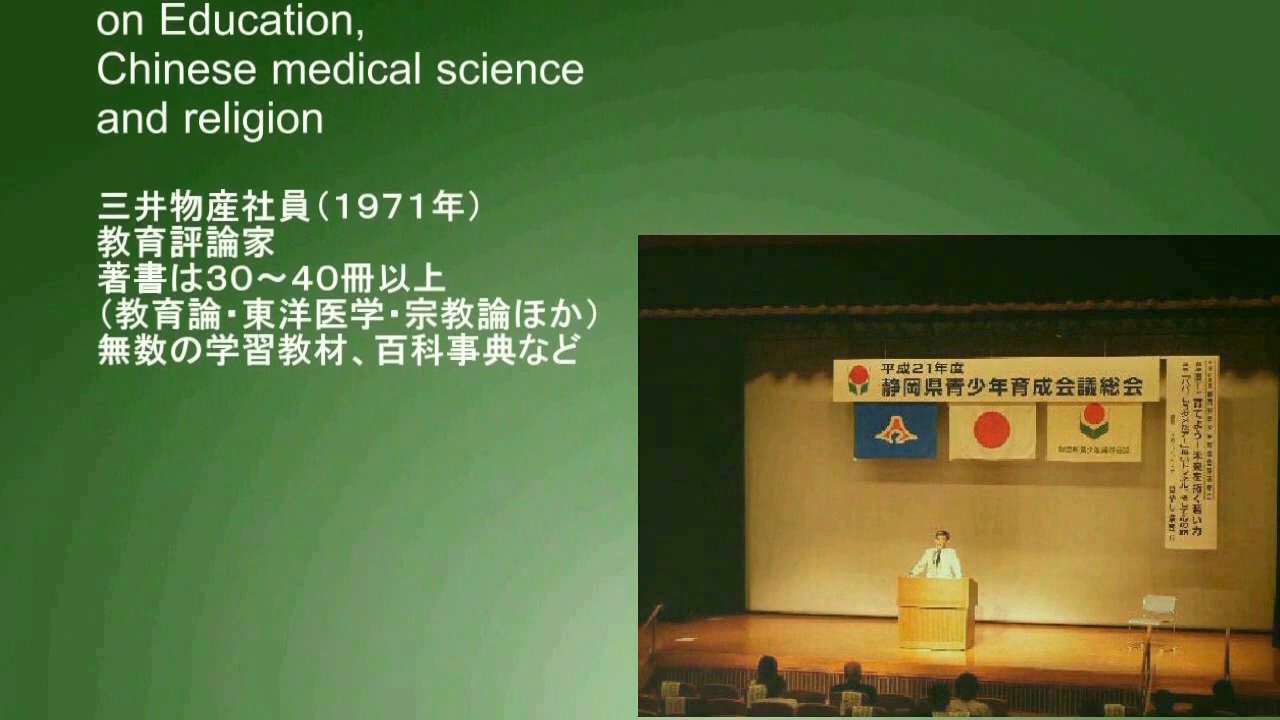 on Education,
Chinese medical science
and religion
三井物産社員（１９７１年）
教育評論家
著書は３０～４０冊以上
（教育論・東洋医学・宗教論ほか）
無数の学習教材、百科事典など
平成21年度
静岡県青少年育成会議総会